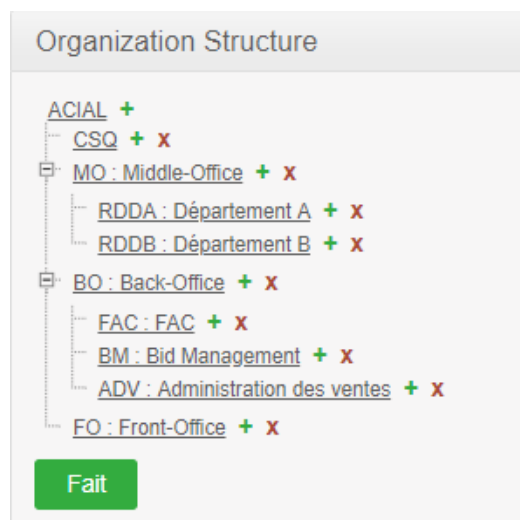 Organization Structure
ACIAL +
CSQ + x
MO : Middle-Office + x
RDDA : Département A + x
RDDB : Département B + x
BO : Back-Office + x
FAC : FAC + x
BM : Bid Management + x
ADV : Administration des ventes + x
FO : Front-Office + x
Fait